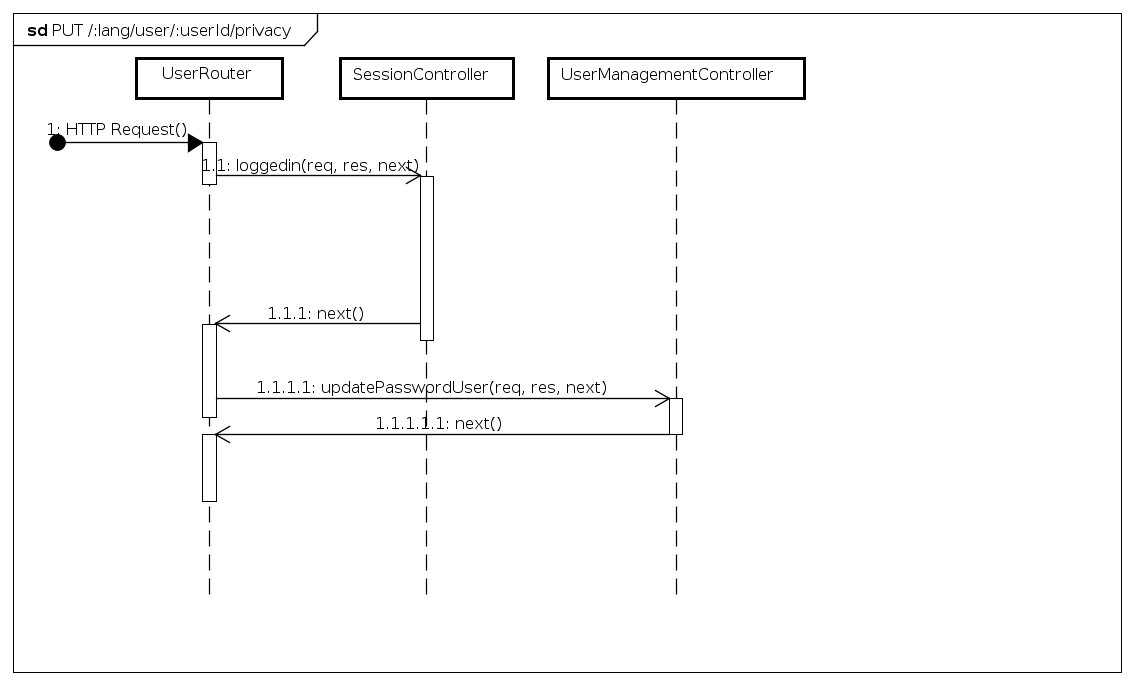 sd PUT /:lang/user/:userId/privacy
UserRouter
SessionController
UserManagementController
1: HTTP Request()
1.1: loggedin(req, res, next)
1.1.1: next()
1.1.1.1: updatePasswordUser(req, res, next)
1.1.1.1.1: next()